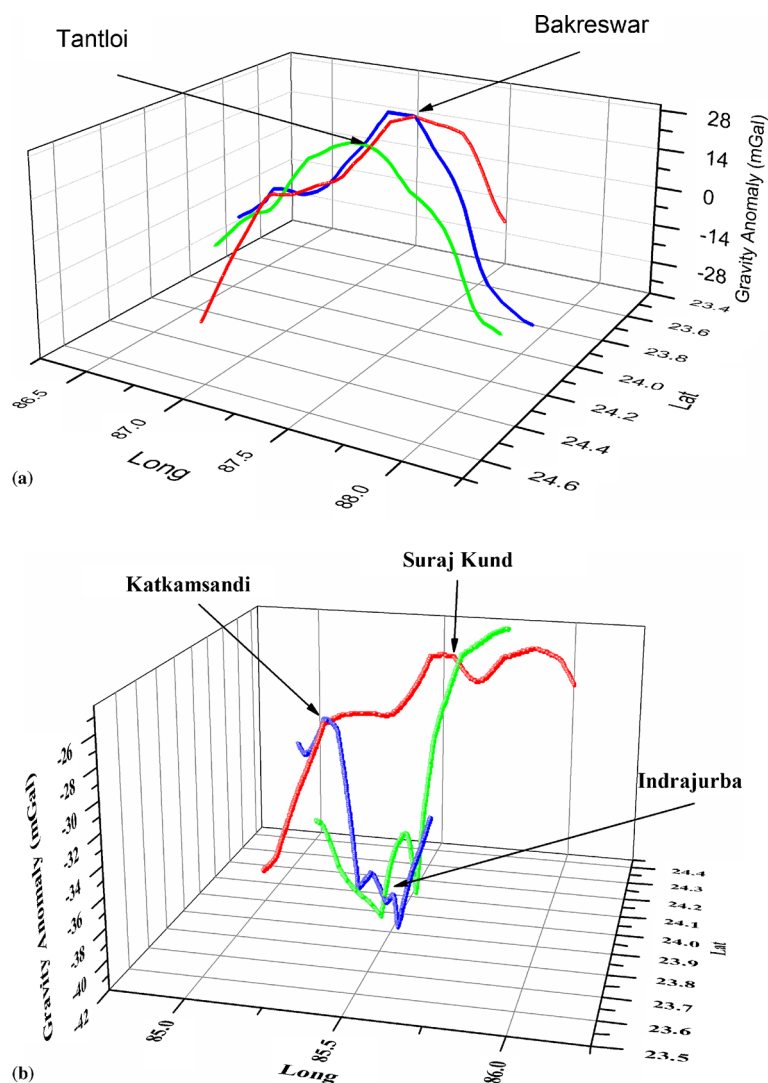 Bakreswar
Tantloi
28
14
0
-14
-28
Gravity Anomaly (mGal)
23.4
23.6
23.8
24.0
24.2
24.4
24.6
Lat
86.5
87.0
87.5
88.0
Long
(a)
Suraj Kund
Katkamsandi
Indrajurba
-26
-28
-30
-32
-34
-36
-38
-40
-42
Gravity Anomaly (mGal)
24.4
24.3
24.2
24.1
24.0
23.9
23.8
23.7
23.6
23.5
Lat
85.0
85.5
86.0
Long
(b)